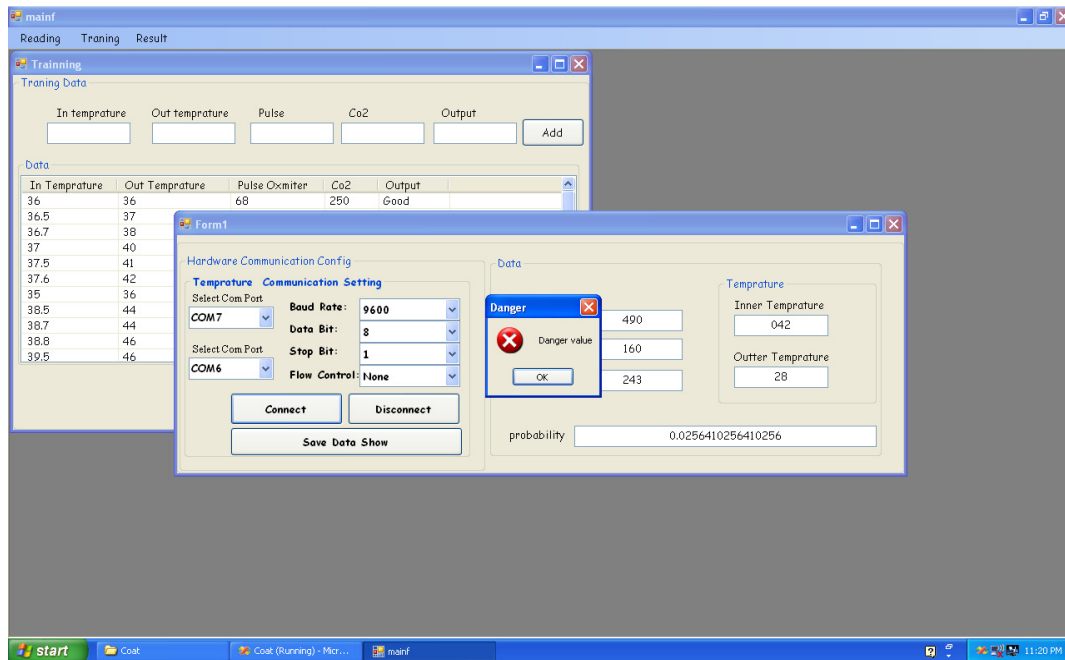 mainf
Reading Traning Result
Trainning
Traning Data
In temprature Out temprature Pulse Co2 Output
Add
Data
In Temprature Out Temprature Pulse Oxmiter Co2 Output
36 36 68 250 Good
36.5 37
36.7 38
37 40
37.5 41
37.6 42
35 36
38.5 44
38.7 44
38.8 46
39.5 46
Form1
Hardware Communication Config
Temprature Communication Setting
Select Com Port
COM7
Select Com Port
COM6
Baud Rate: 9600
Data Bit: 8
Stop Bit: 1
Flow Control: None
Connect Disconnect
Save Data Show
Data
490
160
243
Danger
Danger value
OK
Temprature
Inner Temprature
042
Outter Temprature
28
probability 0.0256410256410256
start Coat Coat (Running) - Micr... mainf 11:20 PM